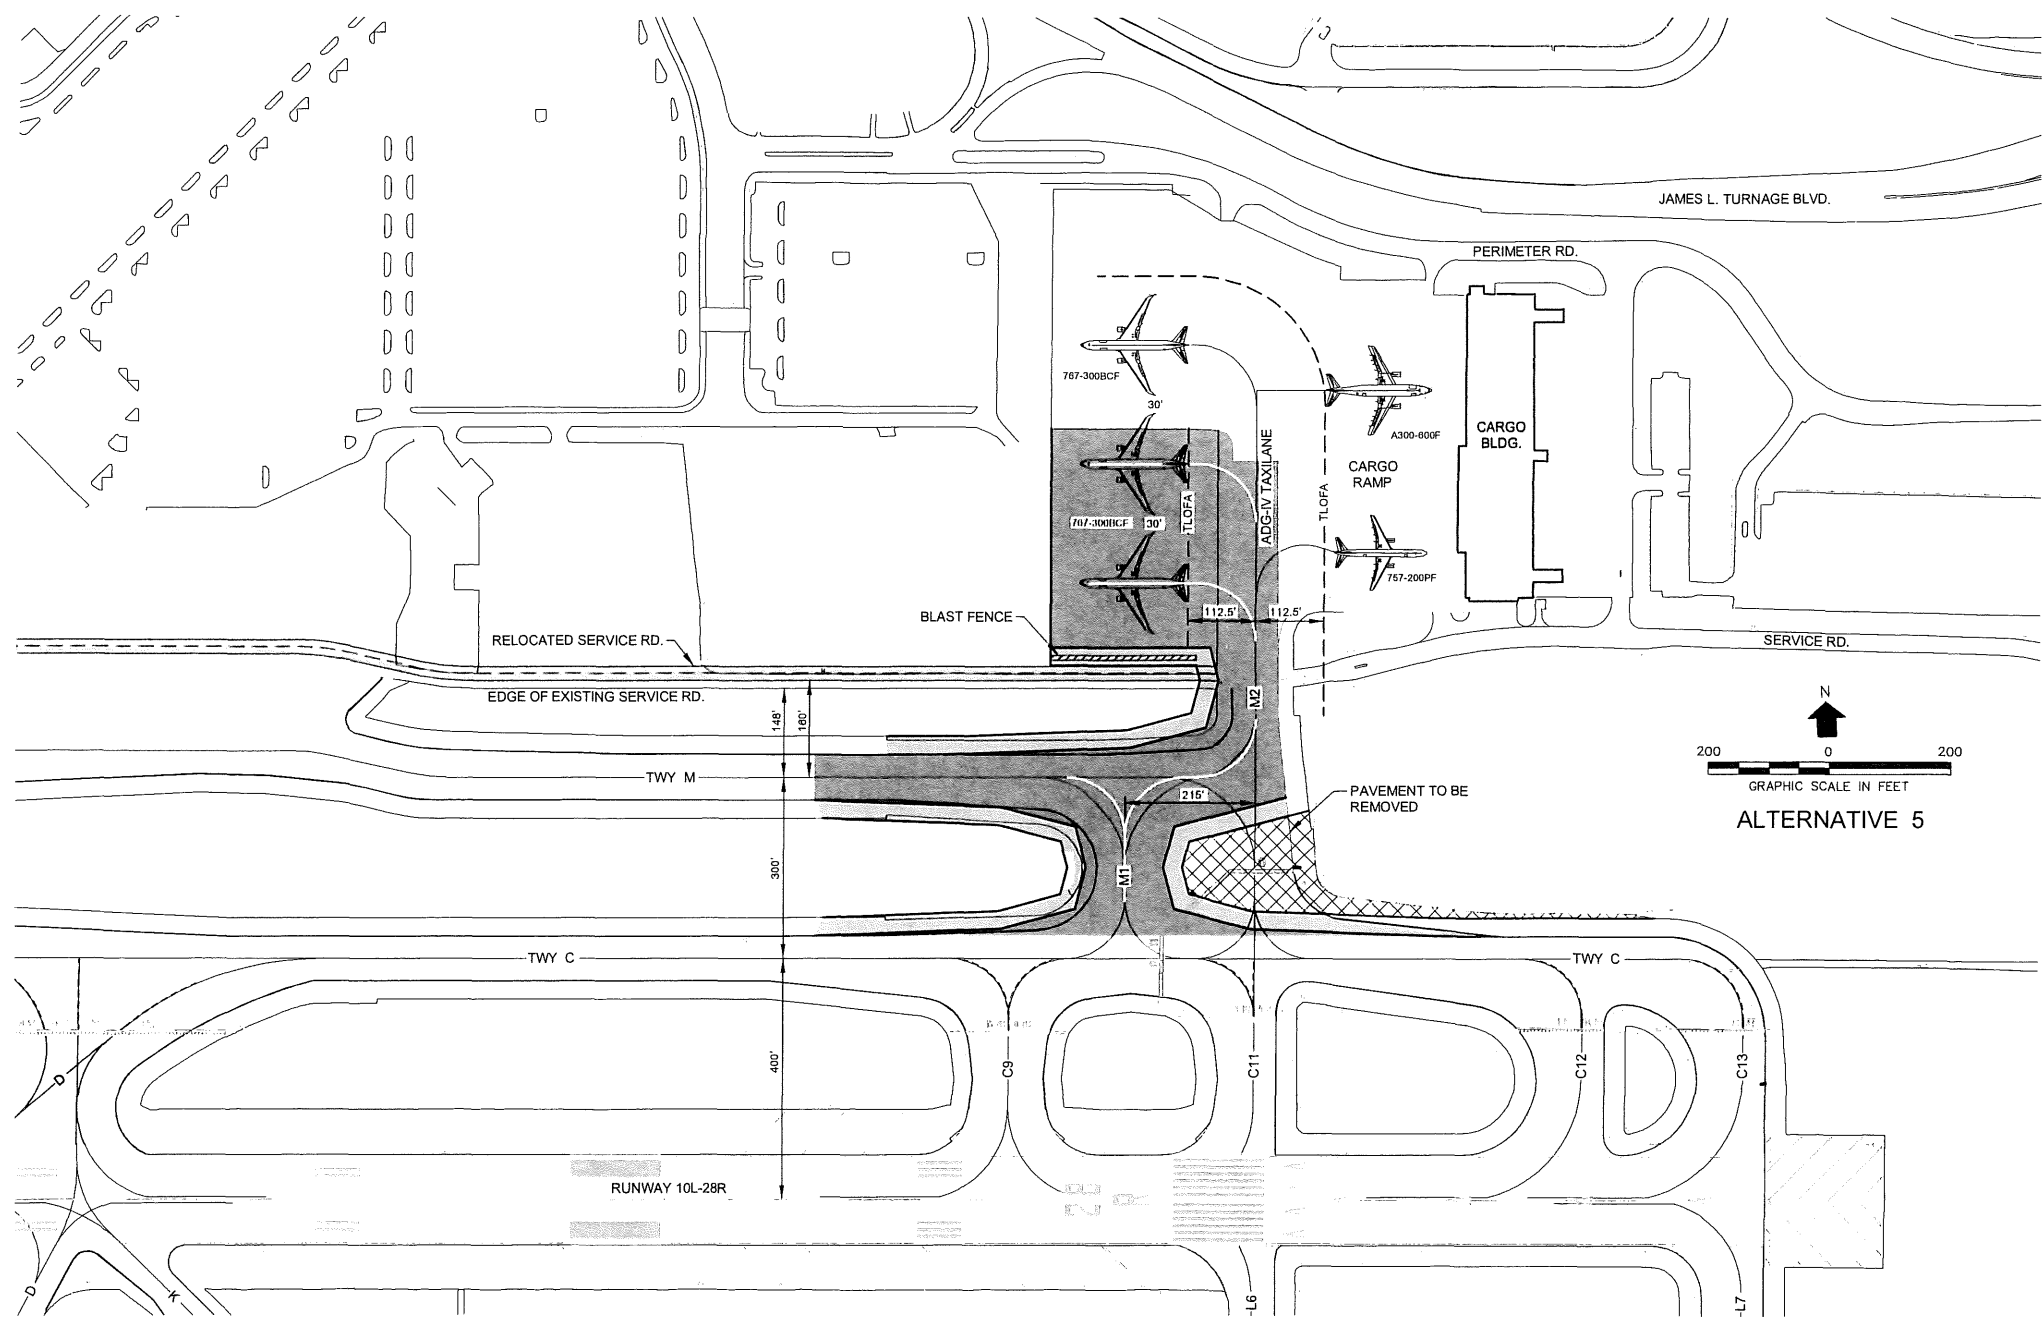 JAMES L. TURNAGE BLVD.
PERIMETER RD.
767-300BCF
30'
A300-600F
CARGO
BLDG.
ADG-IV TAXILANE
CARGO
RAMP
TLOFA
TLOFA
767-300BCF
30'
757-200PF
112.5'
112.5'
BLAST FENCE
RELOCATED SERVICE RD.
SERVICE RD.
EDGE OF EXISTING SERVICE RD.
M2
N
148'
160'
200
0
200
GRAPHIC SCALE IN FEET
ALTERNATIVE 5
TWY M
215'
PAVEMENT TO BE
REMOVED
300'
M1
TWY C
TWY C
400'
D
C9
C11
C12
C13
RUNWAY 10L-28R
28
R
D
K
L6
L7